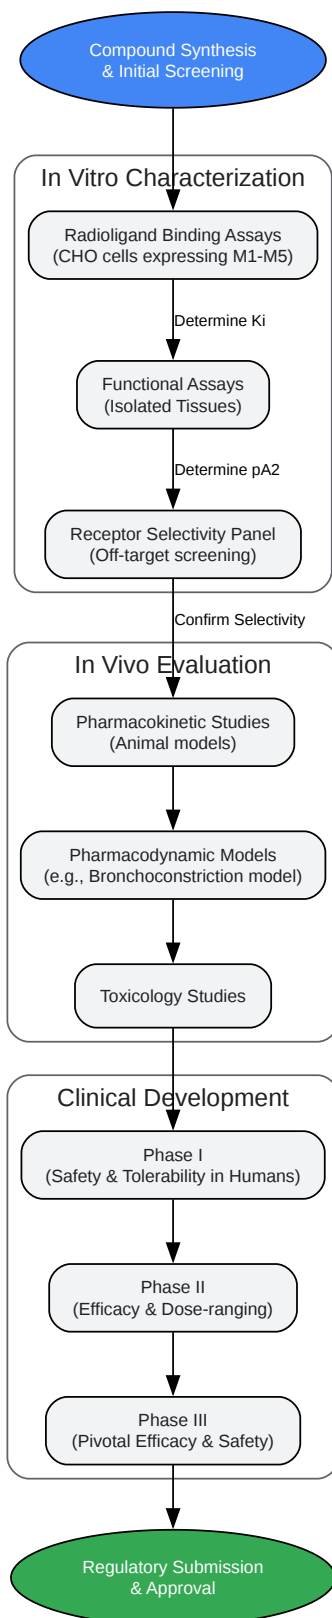 Compound Synthesis
& Initial Screening
In Vitro Characterization
Radioligand Binding Assays
(CHO cells expressing M1-M5)
Determine Ki
Functional Assays
(Isolated Tissues)
Determine pA2
Receptor Selectivity Panel
(Off-target screening)
Confirm Selectivity
In Vivo Evaluation
Pharmacokinetic Studies
(Animal models)
Pharmacodynamic Models
(e.g., Bronchoconstriction model)
Toxicology Studies
Clinical Development
Phase I
(Safety & Tolerability in Humans)
Phase II
(Efficacy & Dose-ranging)
Phase III
(Pivotal Efficacy & Safety)
Regulatory Submission
& Approval